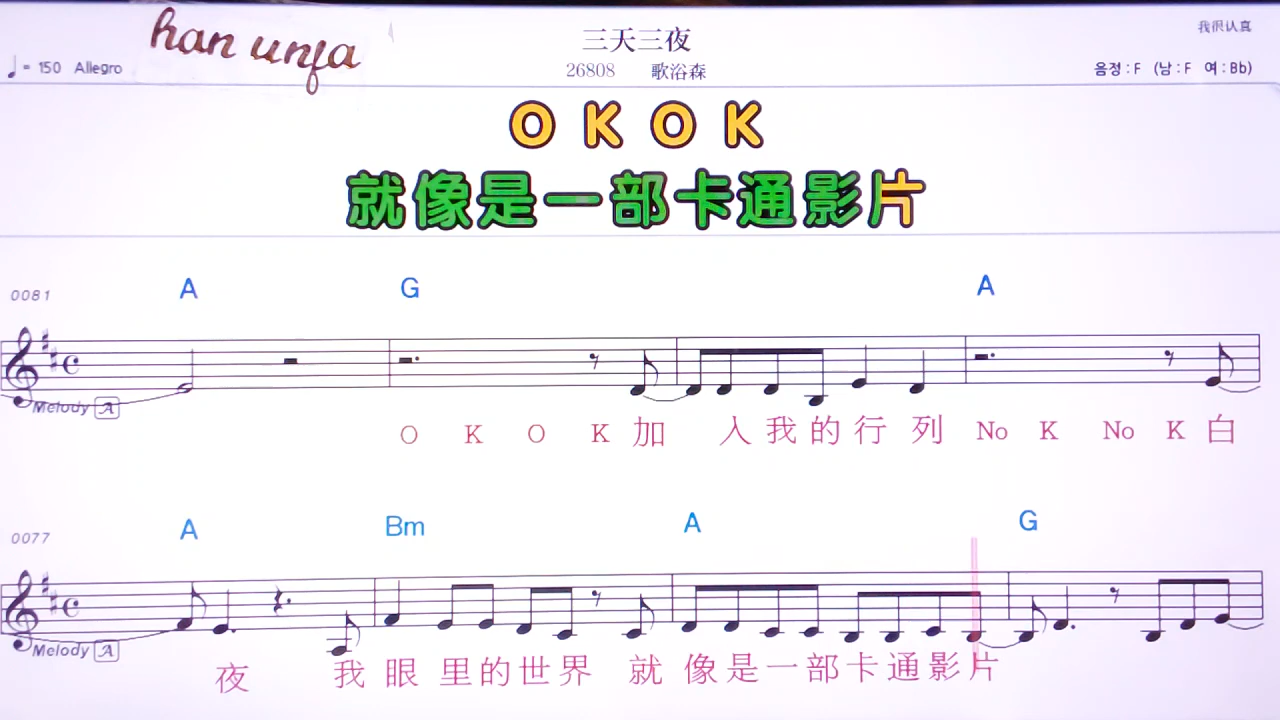 han unfa
三天三夜
我很认真
♩= 150 Allegro
26808 歌浴森
음정 : F (남 : F 여 : Bb)
O K O K
就像是一部卡通影片
A G A
0081
Melody A
O K O K 加 入 我 的 行 列 No K No K 白
A Bm A G
0077
Melody A
夜 我 眼 里 的 世 界 就 像 是 一 部 卡 通 影 片